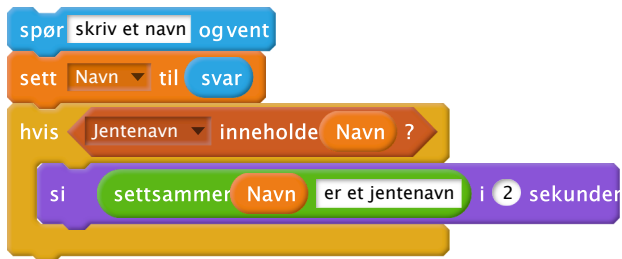 spør skriv et navn og vent
sett Navn til svar
hvis Jentenavn inneholde Navn ?
si settsammer Navn er et jentenavn i 2 sekunder